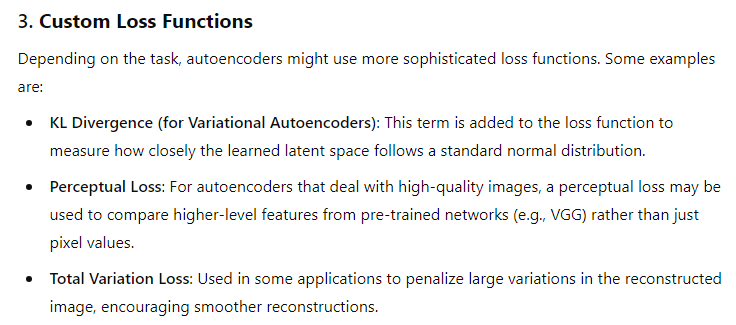 3. Custom Loss Functions
Depending on the task, autoencoders might use more sophisticated loss functions. Some examples
are:
• KL Divergence (for Variational Autoencoders): This term is added to the loss function to
measure how closely the learned latent space follows a standard normal distribution.
• Perceptual Loss: For autoencoders that deal with high-quality images, a perceptual loss may be
used to compare higher-level features from pre-trained networks (e.g., VGG) rather than just
pixel values.
• Total Variation Loss: Used in some applications to penalize large variations in the reconstructed
image, encouraging smoother reconstructions.